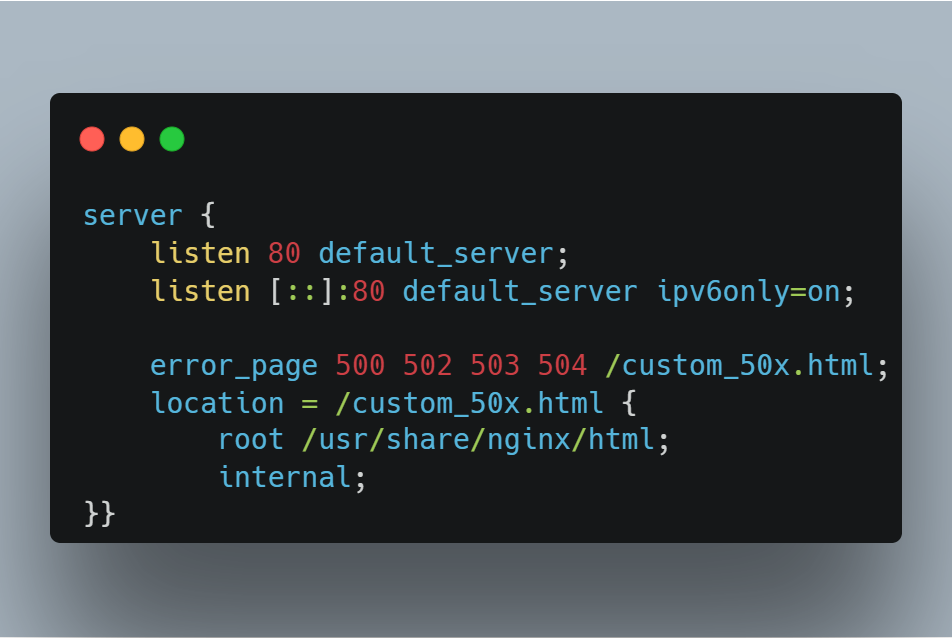 server {
    listen 80 default_server;
    listen [::]:80 default_server ipv6only=on;

    error_page 500 502 503 504 /custom_50x.html;
    location = /custom_50x.html {
        root /usr/share/nginx/html;
        internal;
}}